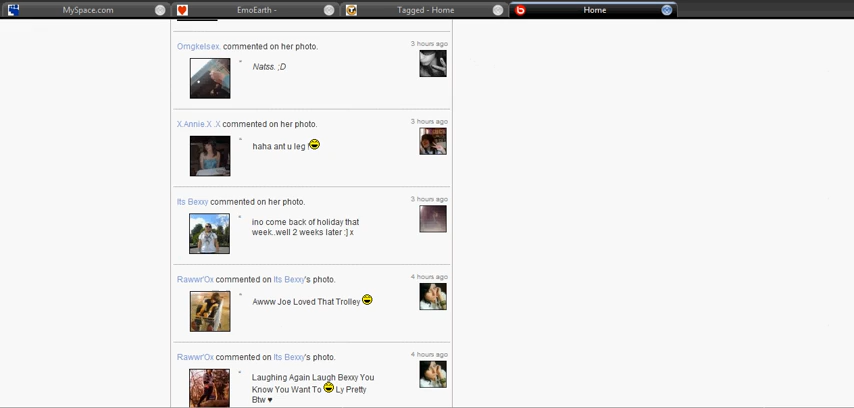 MySpace.com
EmoEarth -
Tagged - Home
Home
Omgkelsex. commented on her photo.
3 hours ago
" Natss. ;D
X.Annie.X .X commented on her photo.
3 hours ago
" haha ant u leg !
Its Bexxy commented on her photo.
3 hours ago
" ino come back of holiday that
week..well 2 weeks later :] x
Rawwr'Ox commented on Its Bexxy's photo.
4 hours ago
" Awww Joe Loved That Trolley
Rawwr'Ox commented on Its Bexxy's photo.
4 hours ago
" Laughing Again Laugh Bexxy You
Know You Want To Ly Pretty
Btw ♥